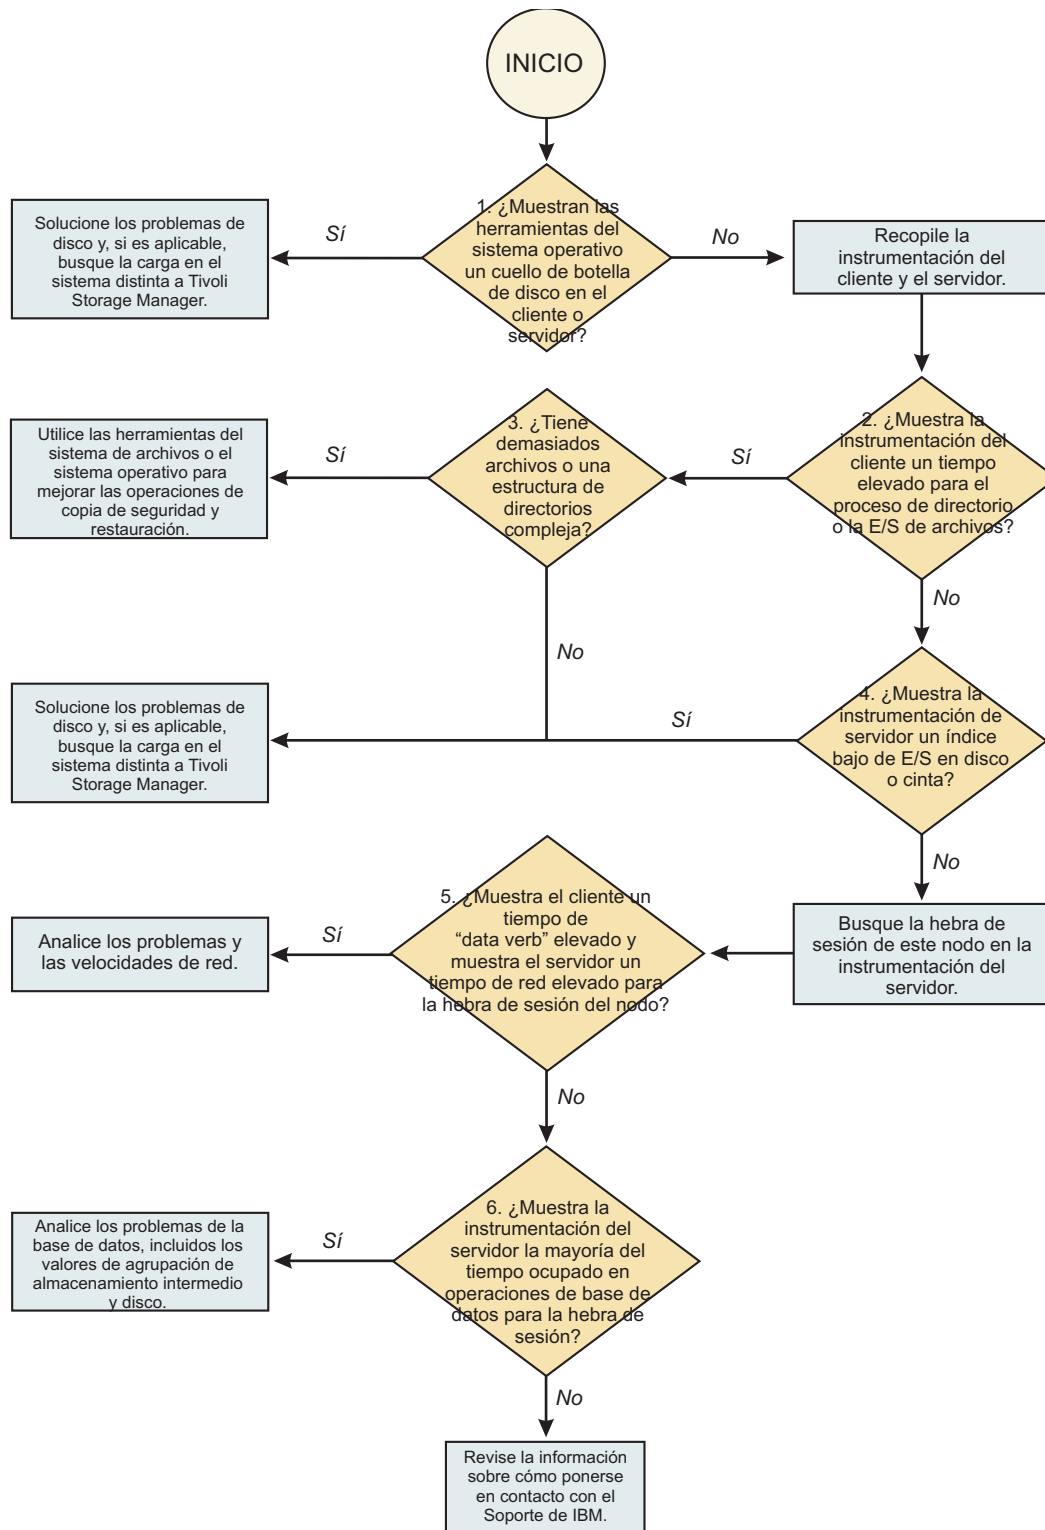 INICIO
1. ¿Muestran las
herramientas del
sistema operativo
un cuello de botella
de disco en el
cliente o
servidor?
Sí
No
Solucione los problemas de
disco y, si es aplicable,
busque la carga en el
sistema distinta a Tivoli
Storage Manager.
Recopile la
instrumentación del
cliente y el servidor.
2. ¿Muestra la
instrumentación del
cliente un tiempo
elevado para el
proceso de directorio
o la E/S de archivos?
Sí
No
3. ¿Tiene
demasiados
archivos o una
estructura de
directorios
compleja?
Sí
No
Utilice las herramientas del
sistema de archivos o el
sistema operativo para
mejorar las operaciones de
copia de seguridad y
restauración.
4. ¿Muestra la
instrumentación de
servidor un índice
bajo de E/S en disco
o cinta?
Sí
No
Solucione los problemas de
disco y, si es aplicable,
busque la carga en el
sistema distinta a Tivoli
Storage Manager.
Busque la hebra de
sesión de este nodo en la
instrumentación del
servidor.
5. ¿Muestra el cliente un
tiempo de
“data verb” elevado y
muestra el servidor un
tiempo de red elevado para
la hebra de sesión del nodo?
Sí
No
Analice los problemas y
las velocidades de red.
6. ¿Muestra la
instrumentación del
servidor la mayoría del
tiempo ocupado en
operaciones de base de
datos para la hebra de
sesión?
Sí
No
Analice los problemas de la
base de datos, incluidos los
valores de agrupación de
almacenamiento intermedio
y disco.
Revise la información
sobre cómo ponerse
en contacto con el
Soporte de IBM.